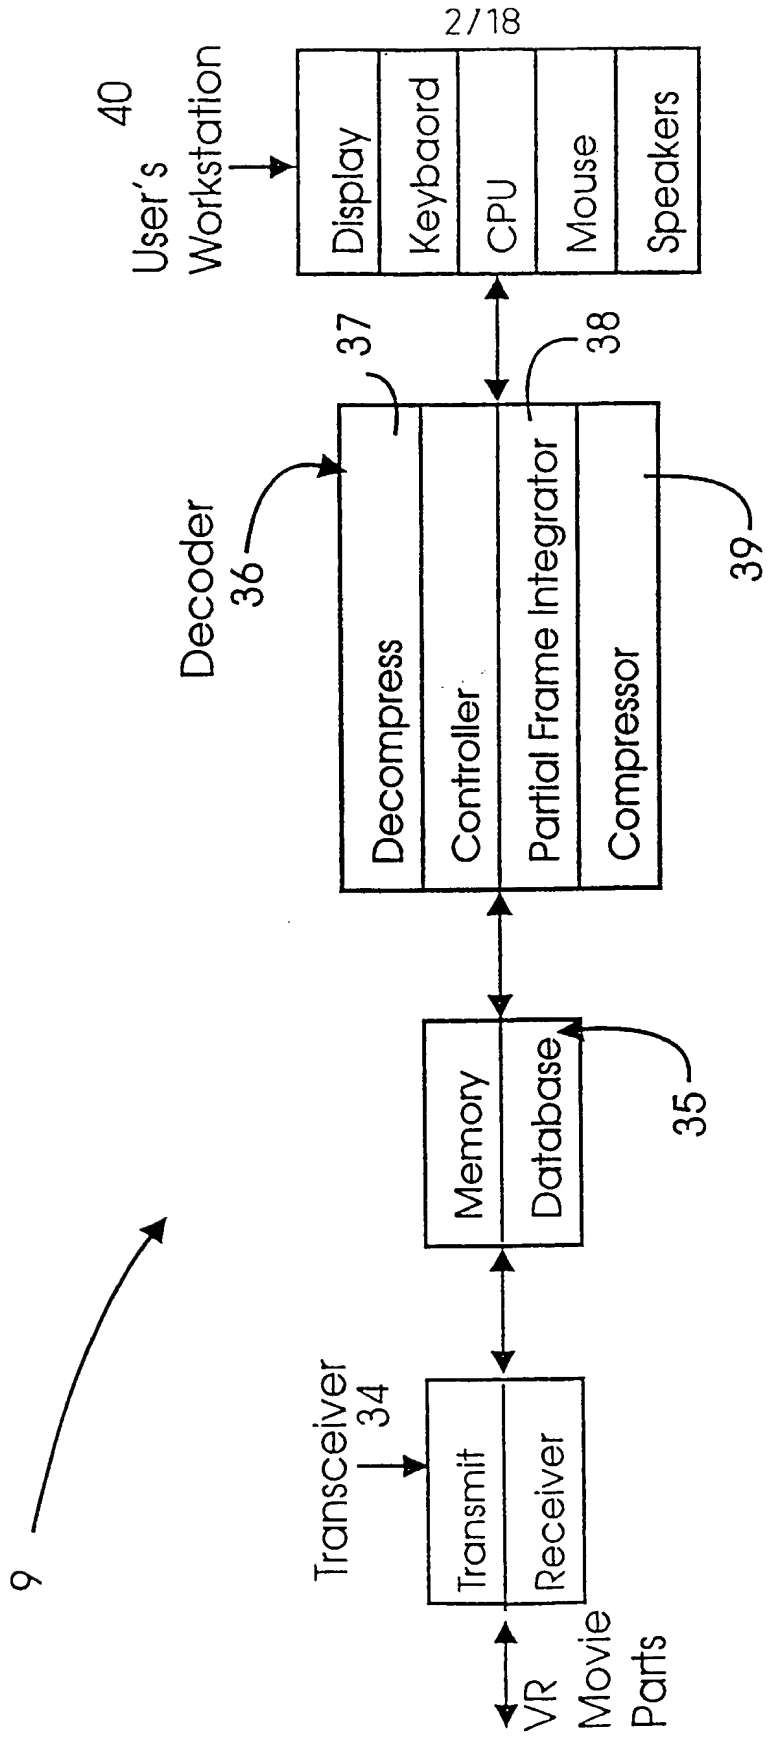 2/18
9
Transceiver
34
Transmit
Receiver
VR
Movie
Parts
Memory
Database
35
Decoder
36
Decompress
Controller
Partial Frame Integrator
Compressor
37
38
39
40
User's
Workstation
Display
Keybaord
CPU
Mouse
Speakers